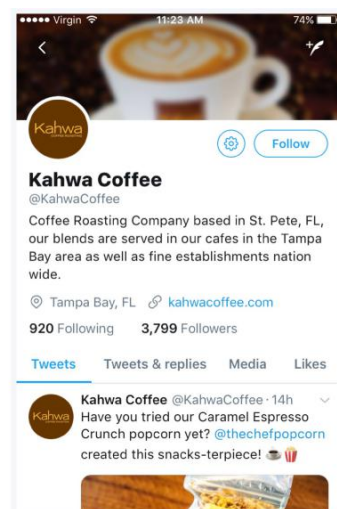 Virgin 11:23 AM 74%
Kahwa
Follow
Kahwa Coffee
@KahwaCoffee
Coffee Roasting Company based in St. Pete, FL,
our blends are served in our cafes in the Tampa
Bay area as well as fine establishments nation
wide.
Tampa Bay, FL kahwacoffee.com
920 Following 3,799 Followers
Tweets Tweets & replies Media Likes
Kahwa Coffee @KahwaCoffee · 14h
Kahwa
Have you tried our Caramel Espresso
Crunch popcorn yet? @thechefpopcorn
created this snacks-terpiece! ☕🍿